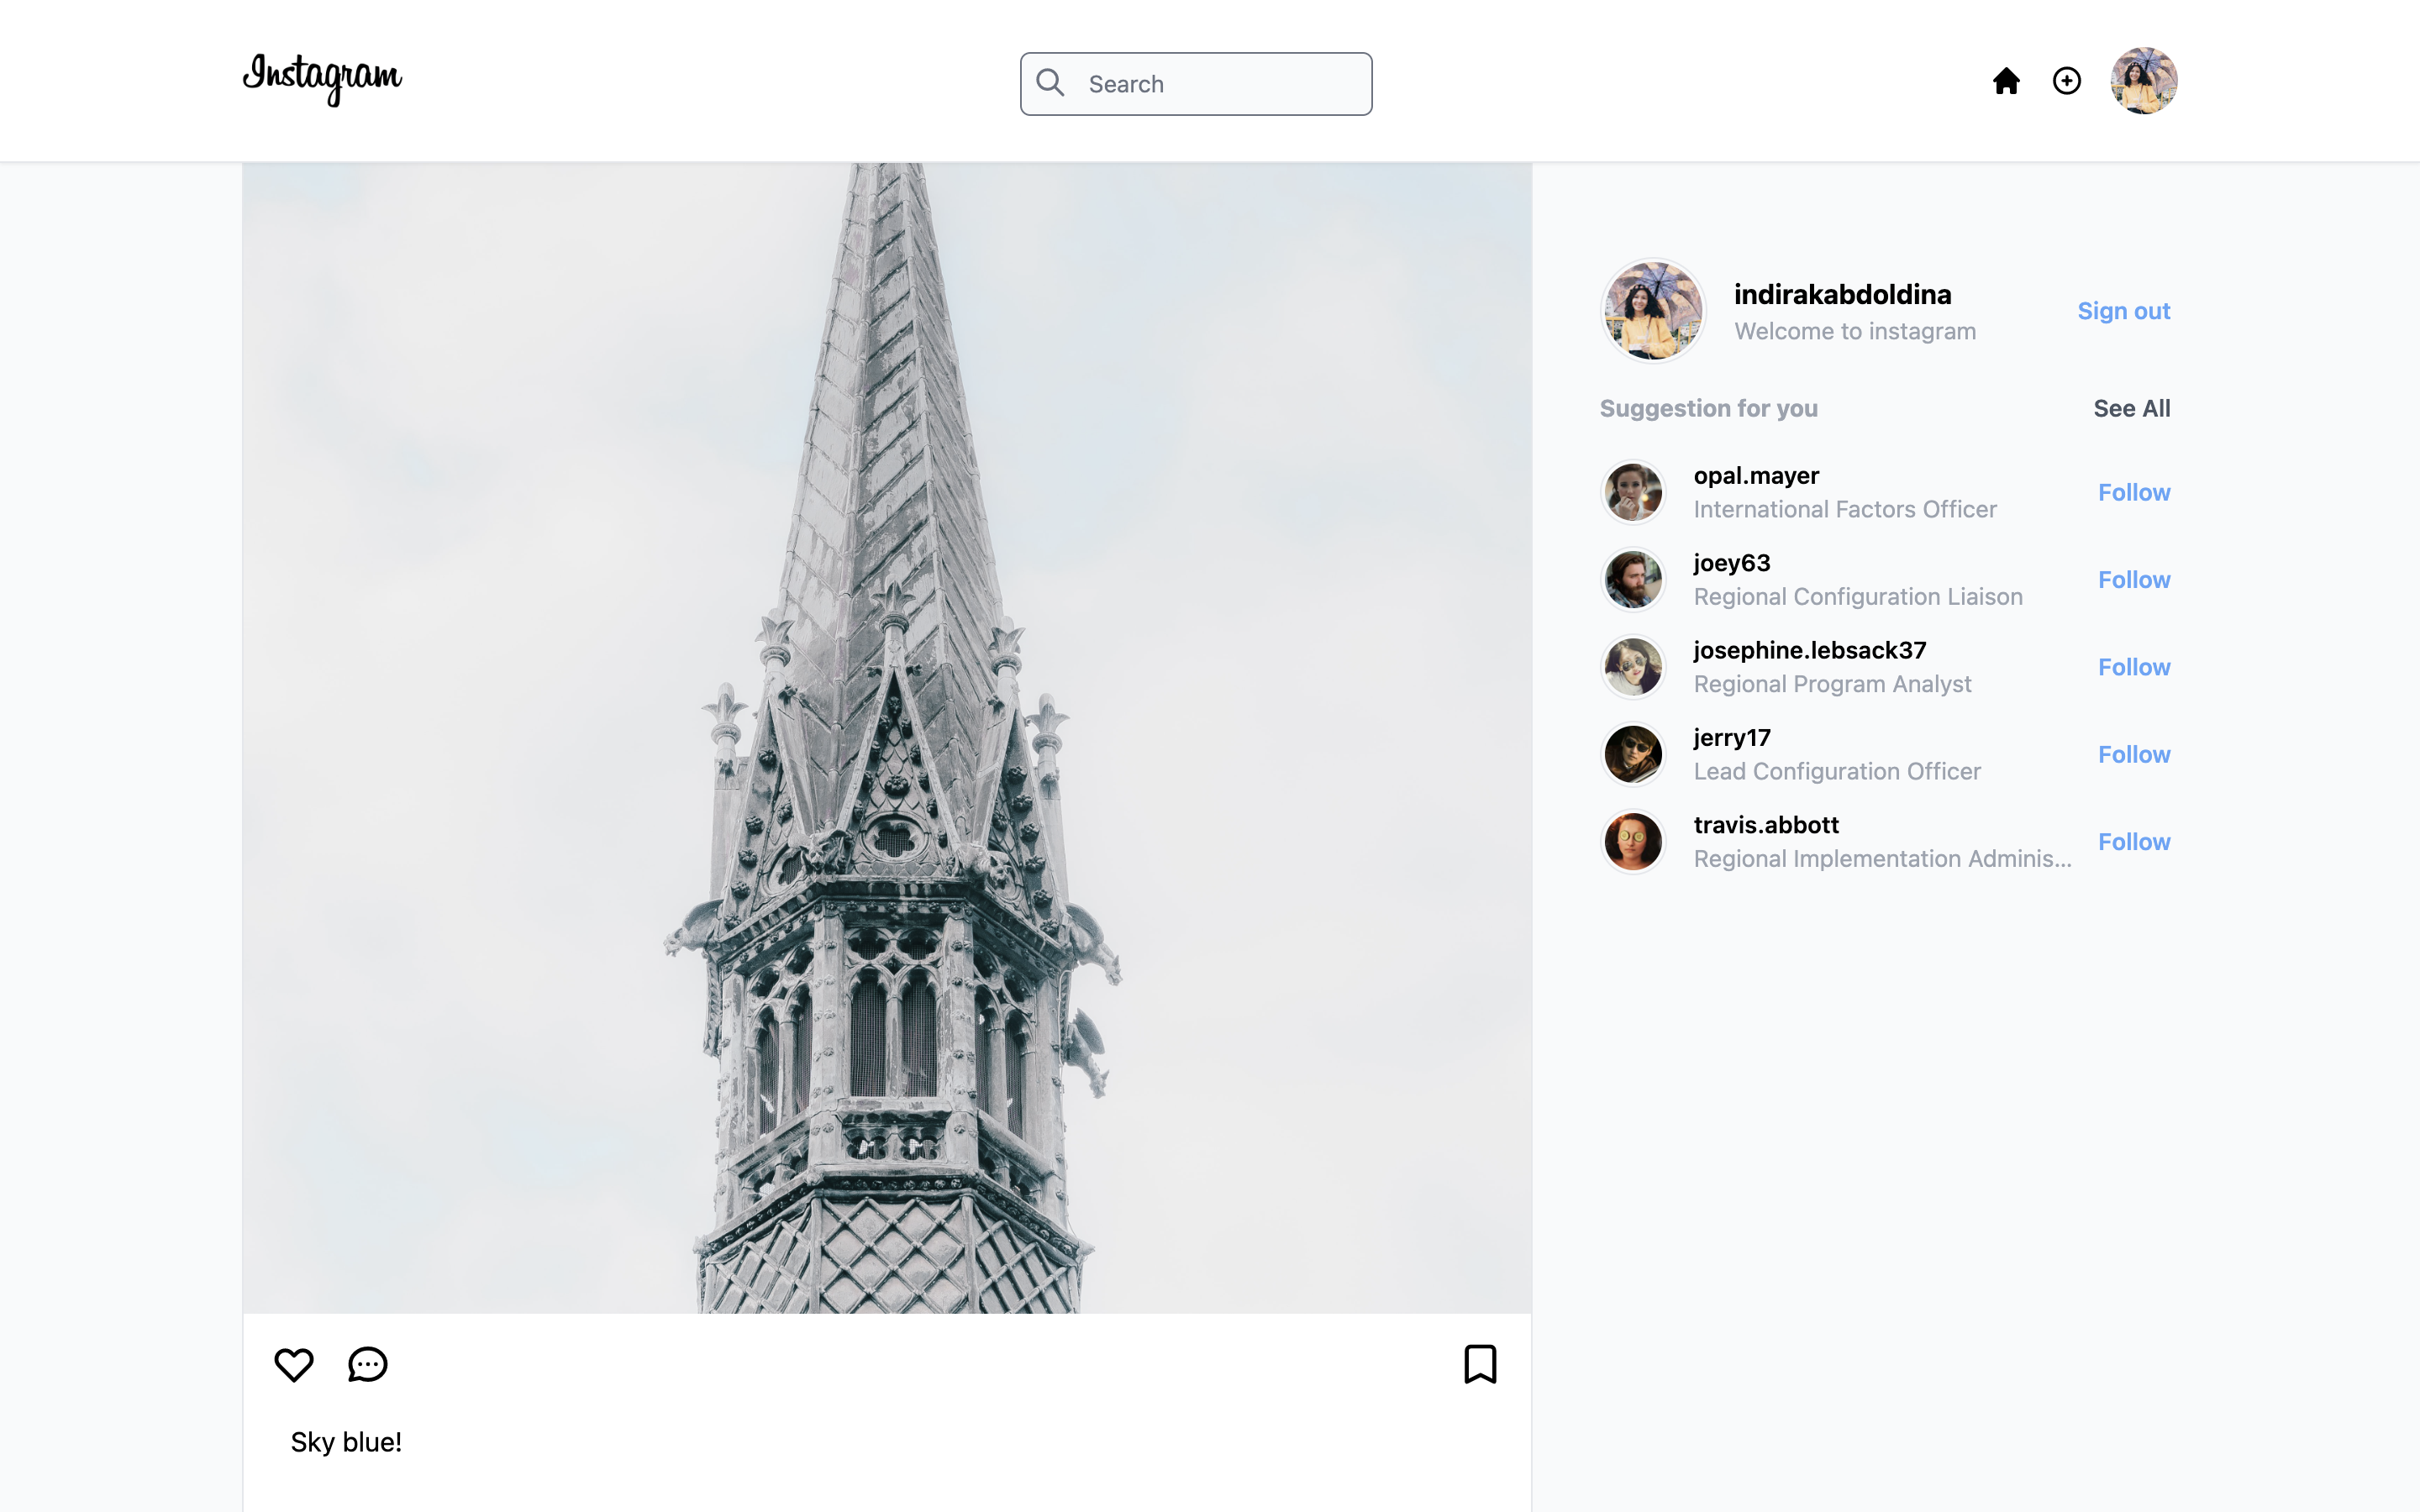 Instagram
Search
indirakabdoldina
Welcome to instagram
Sign out
Suggestion for you
See All
opal.mayer
International Factors Officer
Follow
joey63
Regional Configuration Liaison
Follow
josephine.lebsack37
Regional Program Analyst
Follow
jerry17
Lead Configuration Officer
Follow
travis.abbott
Regional Implementation Adminis...
Follow
Sky blue!